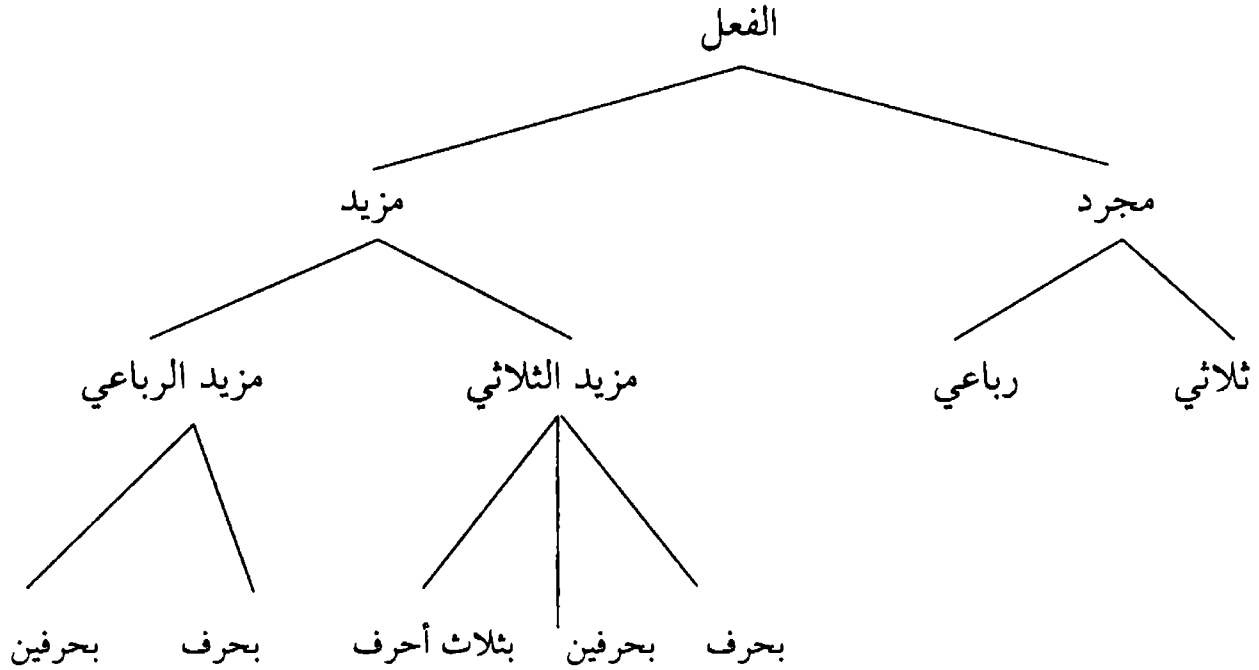 الفعل
مجرد مزيد
ثلاثي رباعي مزيد الثلاثي مزيد الرباعي
بحرف بحرفين بثلاث أحرف بحرف بحرفين